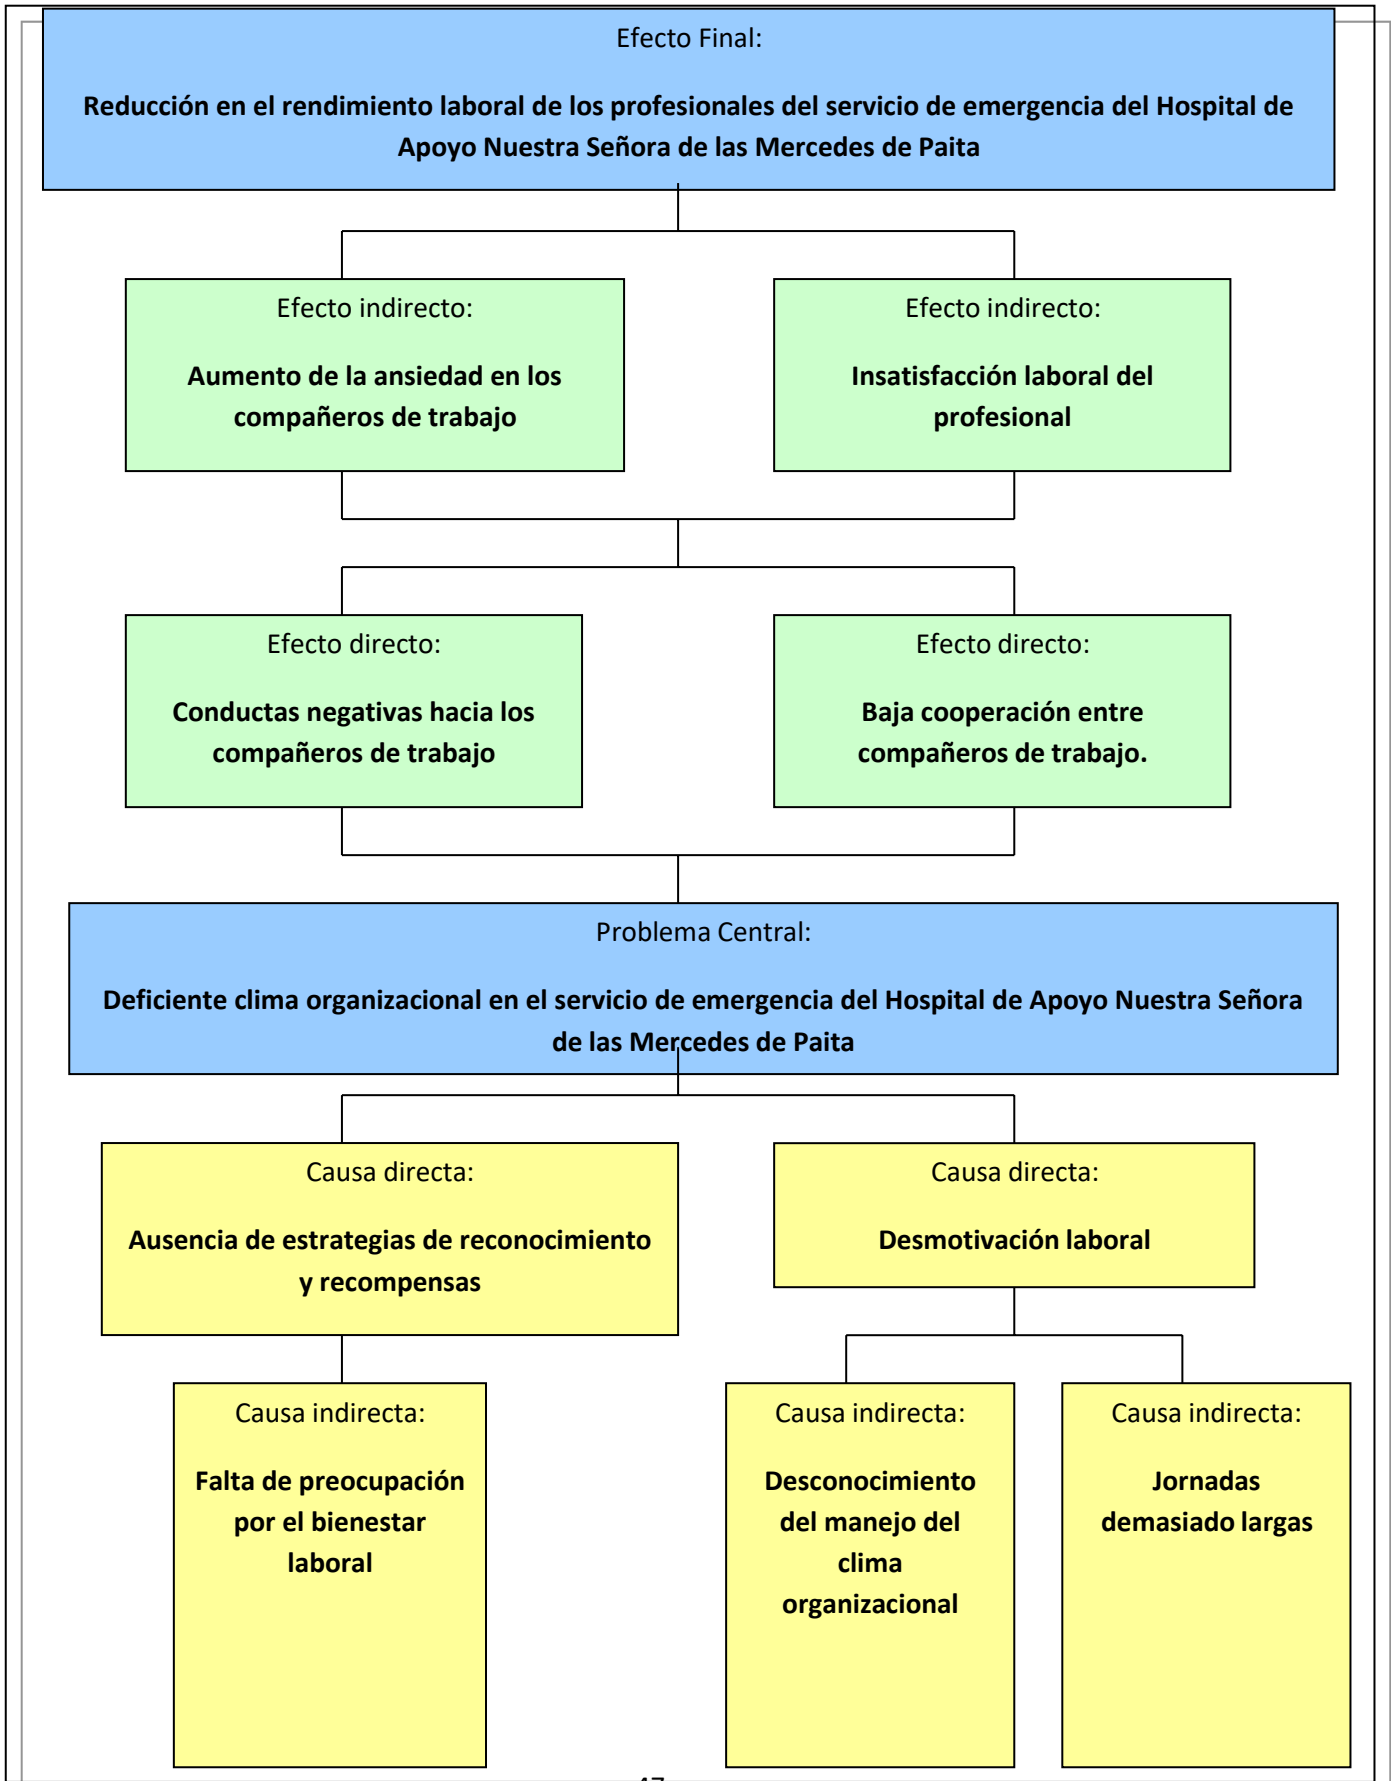 Efecto Final:
Reducción en el rendimiento laboral de los profesionales del servicio de emergencia del Hospital de
Apoyo Nuestra Señora de las Mercedes de Paita
Efecto indirecto:
Aumento de la ansiedad en los
compañeros de trabajo
Efecto indirecto:
Insatisfacción laboral del
profesional
Efecto directo:
Conductas negativas hacia los
compañeros de trabajo
Efecto directo:
Baja cooperación entre
compañeros de trabajo.
Problema Central:
Deficiente clima organizacional en el servicio de emergencia del Hospital de Apoyo Nuestra Señora
de las Mercedes de Paita
Causa directa:
Ausencia de estrategias de reconocimiento
y recompensas
Causa directa:
Desmotivación laboral
Causa indirecta:
Falta de preocupación
por el bienestar
laboral
Causa indirecta:
Desconocimiento
del manejo del
clima
organizacional
Causa indirecta:
Jornadas
demasiado largas